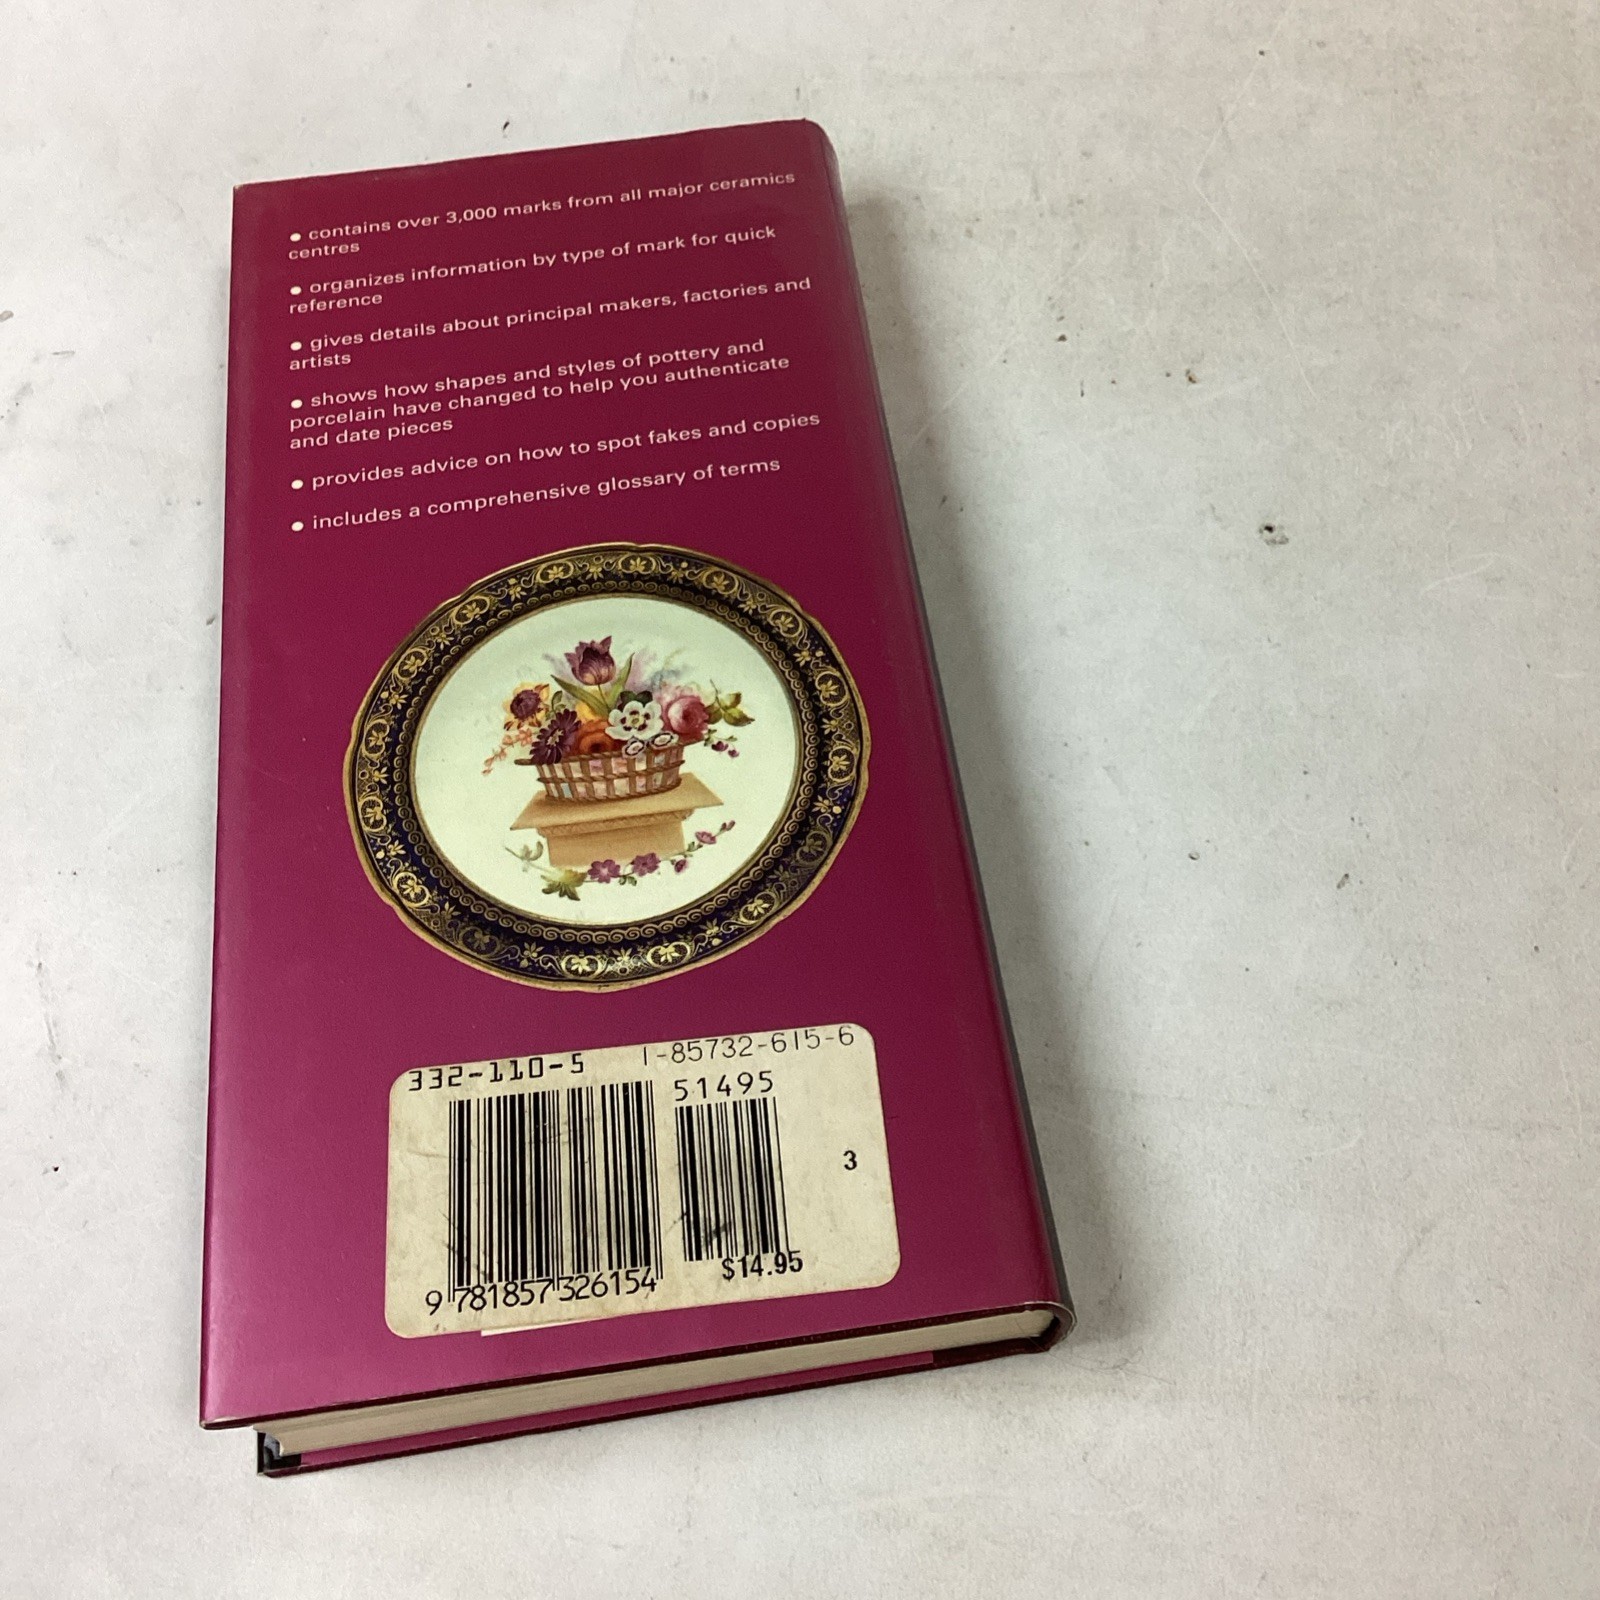 ● contains over 3,000 marks from all major ceramics
centres
● organizes information by type of mark for quick
reference
● gives details about principal makers, factories and
artists
● shows how shapes and styles of pottery and
porcelain have changed to help you authenticate
and date pieces
● provides advice on how to spot fakes and copies
● includes a comprehensive glossary of terms
332-110-5 1-85732-615-6
51495
3
$14.95
9 781857 326154